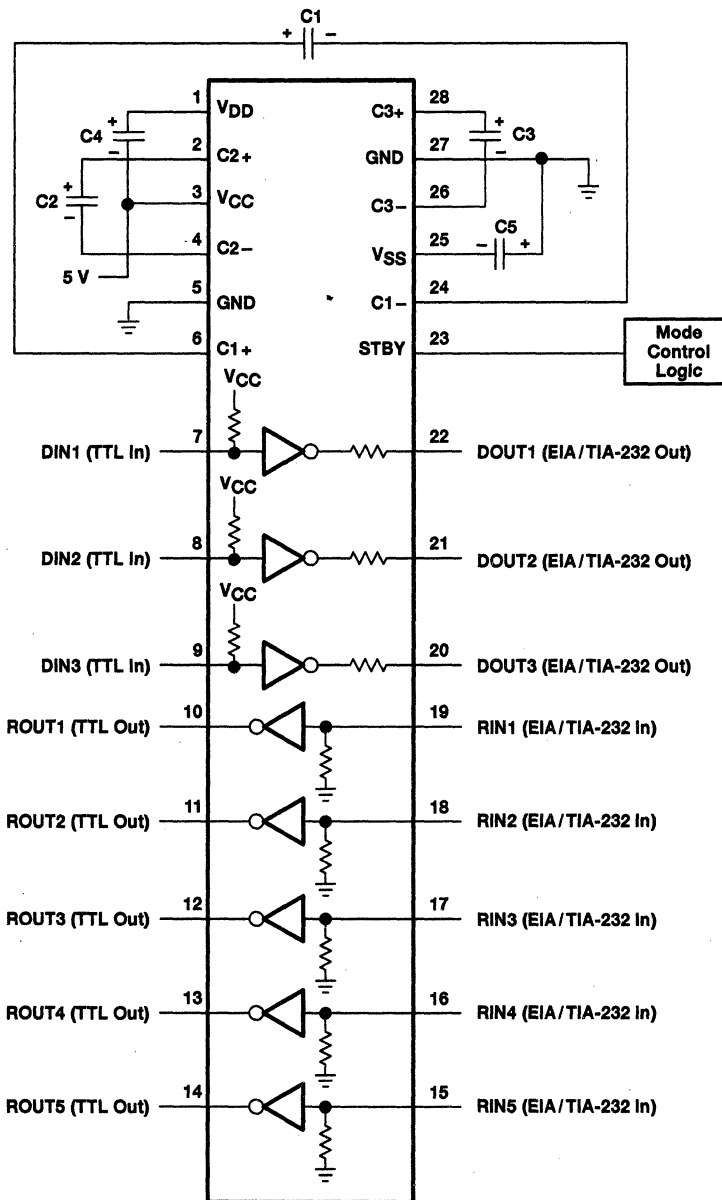 C1
+ −
1 VDD C3+ 28
C4 + − + − C3
2 C2+ GND 27
C2 + −
3 VCC C3− 26
C5
4 C2− VSS 25 − +
5 V
5 GND C1− 24
6 C1+ STBY 23
Mode
Control
Logic
VCC
DIN1 (TTL In) 7 22 DOUT1 (EIA/TIA-232 Out)
VCC
DIN2 (TTL In) 8 21 DOUT2 (EIA/TIA-232 Out)
VCC
DIN3 (TTL In) 9 20 DOUT3 (EIA/TIA-232 Out)
ROUT1 (TTL Out) 10 19 RIN1 (EIA/TIA-232 In)
ROUT2 (TTL Out) 11 18 RIN2 (EIA/TIA-232 In)
ROUT3 (TTL Out) 12 17 RIN3 (EIA/TIA-232 In)
ROUT4 (TTL Out) 13 16 RIN4 (EIA/TIA-232 In)
ROUT5 (TTL Out) 14 15 RIN5 (EIA/TIA-232 In)